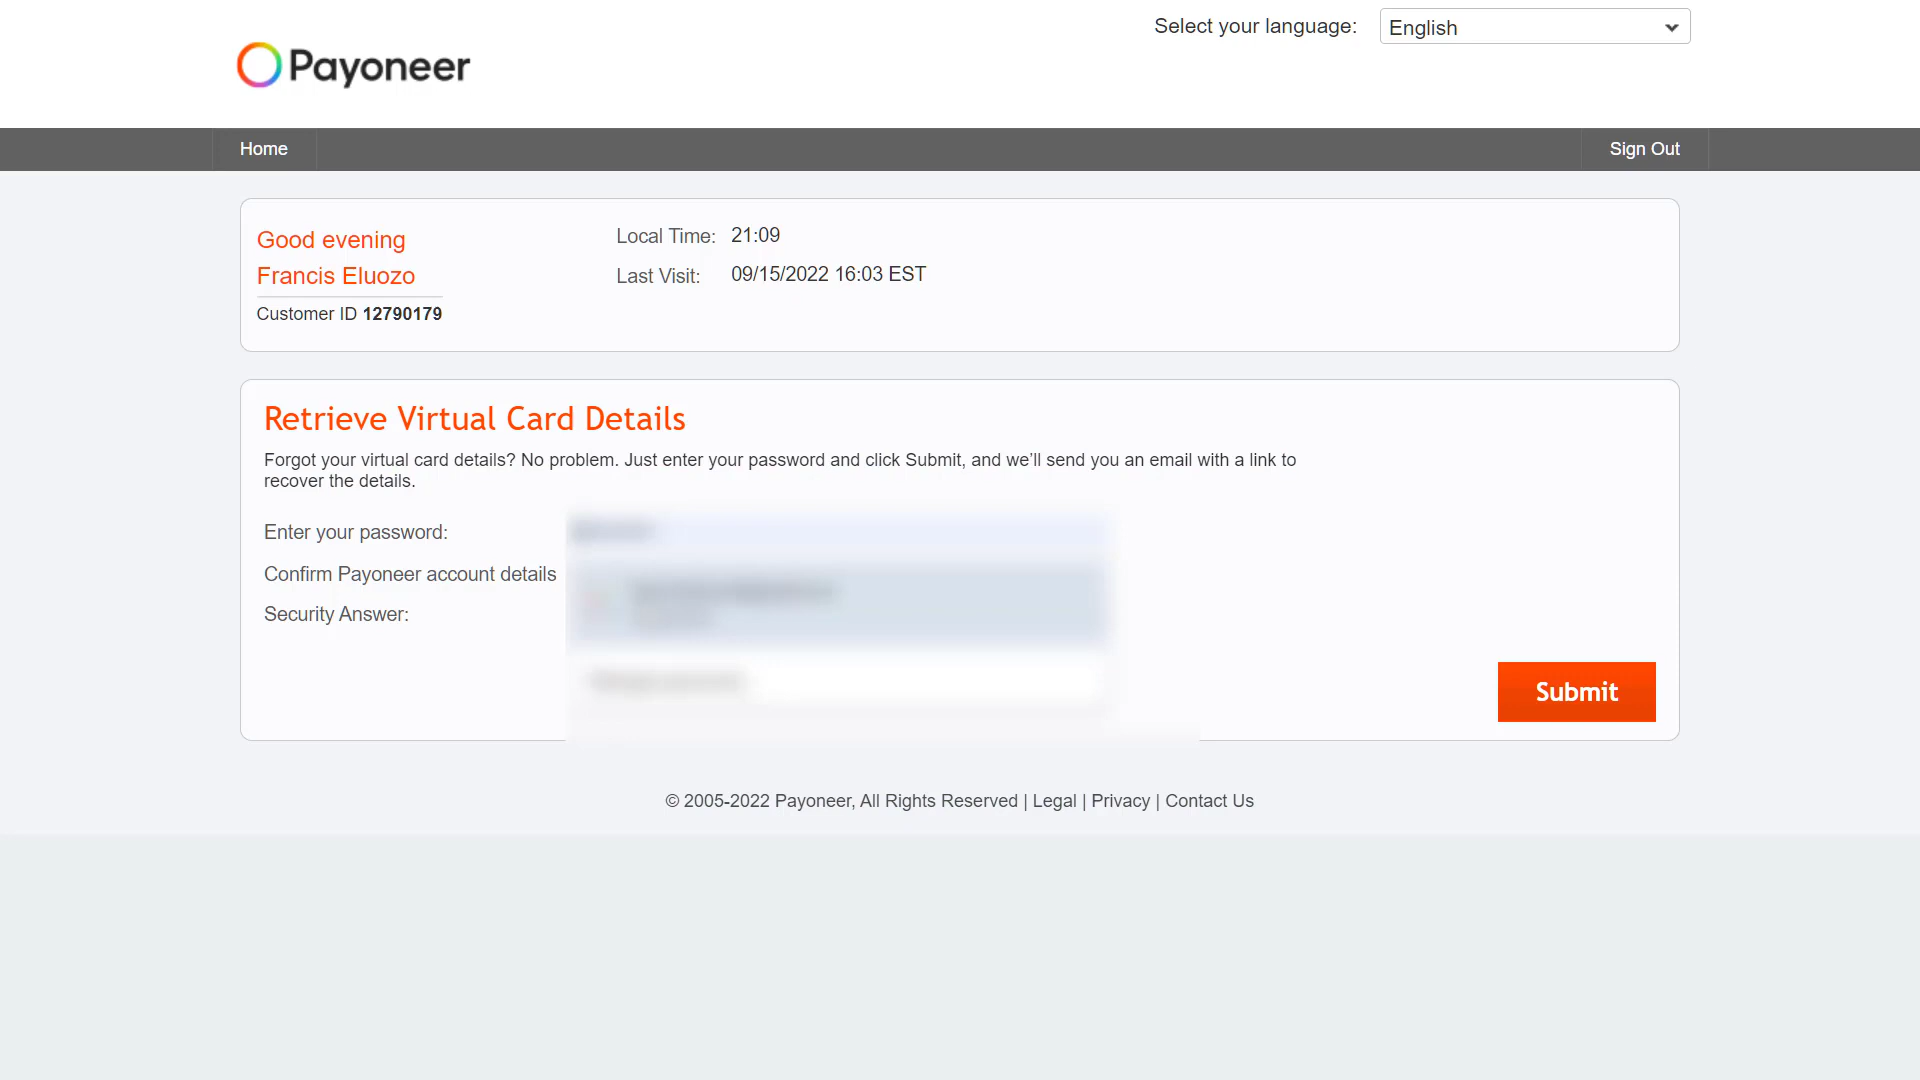 Select your language: English
Payoneer
Home
Sign Out
Good evening
Francis Eluozo
Customer ID 12790179
Local Time: 21:09
Last Visit: 09/15/2022 16:03 EST
Retrieve Virtual Card Details
Forgot your virtual card details? No problem. Just enter your password and click Submit, and we’ll send you an email with a link to
recover the details.
Enter your password:
Confirm Payoneer account details
Security Answer:
Submit
© 2005-2022 Payoneer, All Rights Reserved | Legal | Privacy | Contact Us